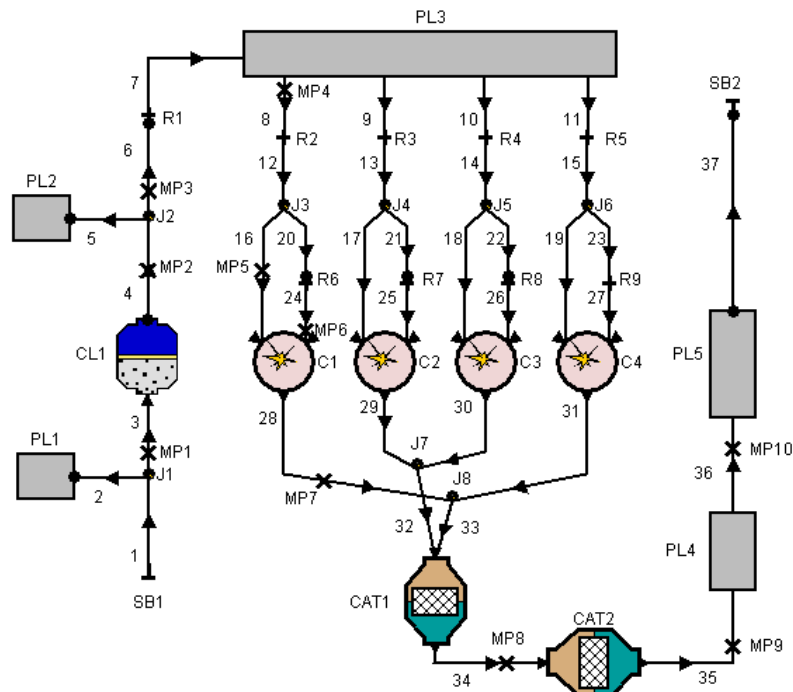 PL3
7
SB2
MP4
8
9
10
11
R1
R2
R3
R4
R5
6
12
13
14
15
37
PL2
MP3
J2
J3
J4
J5
J6
5
16
20
17
21
18
22
19
23
MP2
MP5
R6
R7
R8
R9
4
24
25
26
27
MP6
CL1
C1
C2
C3
C4
PL5
3
28
29
30
31
PL1
MP1
J7
MP10
J1
J8
2
MP7
36
32
33
1
PL4
SB1
CAT1
CAT2
MP8
MP9
34
35